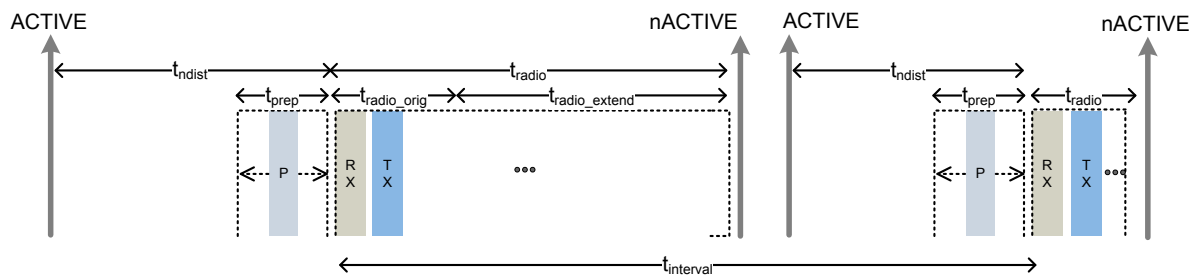 ACTIVE
nACTIVE
ACTIVE
nACTIVE
tndist
tradio
tndist
tprep
tradio_orig
tradio_extend
tprep
tradio
P
R
X
T
X
P
R
X
T
X
tinterval